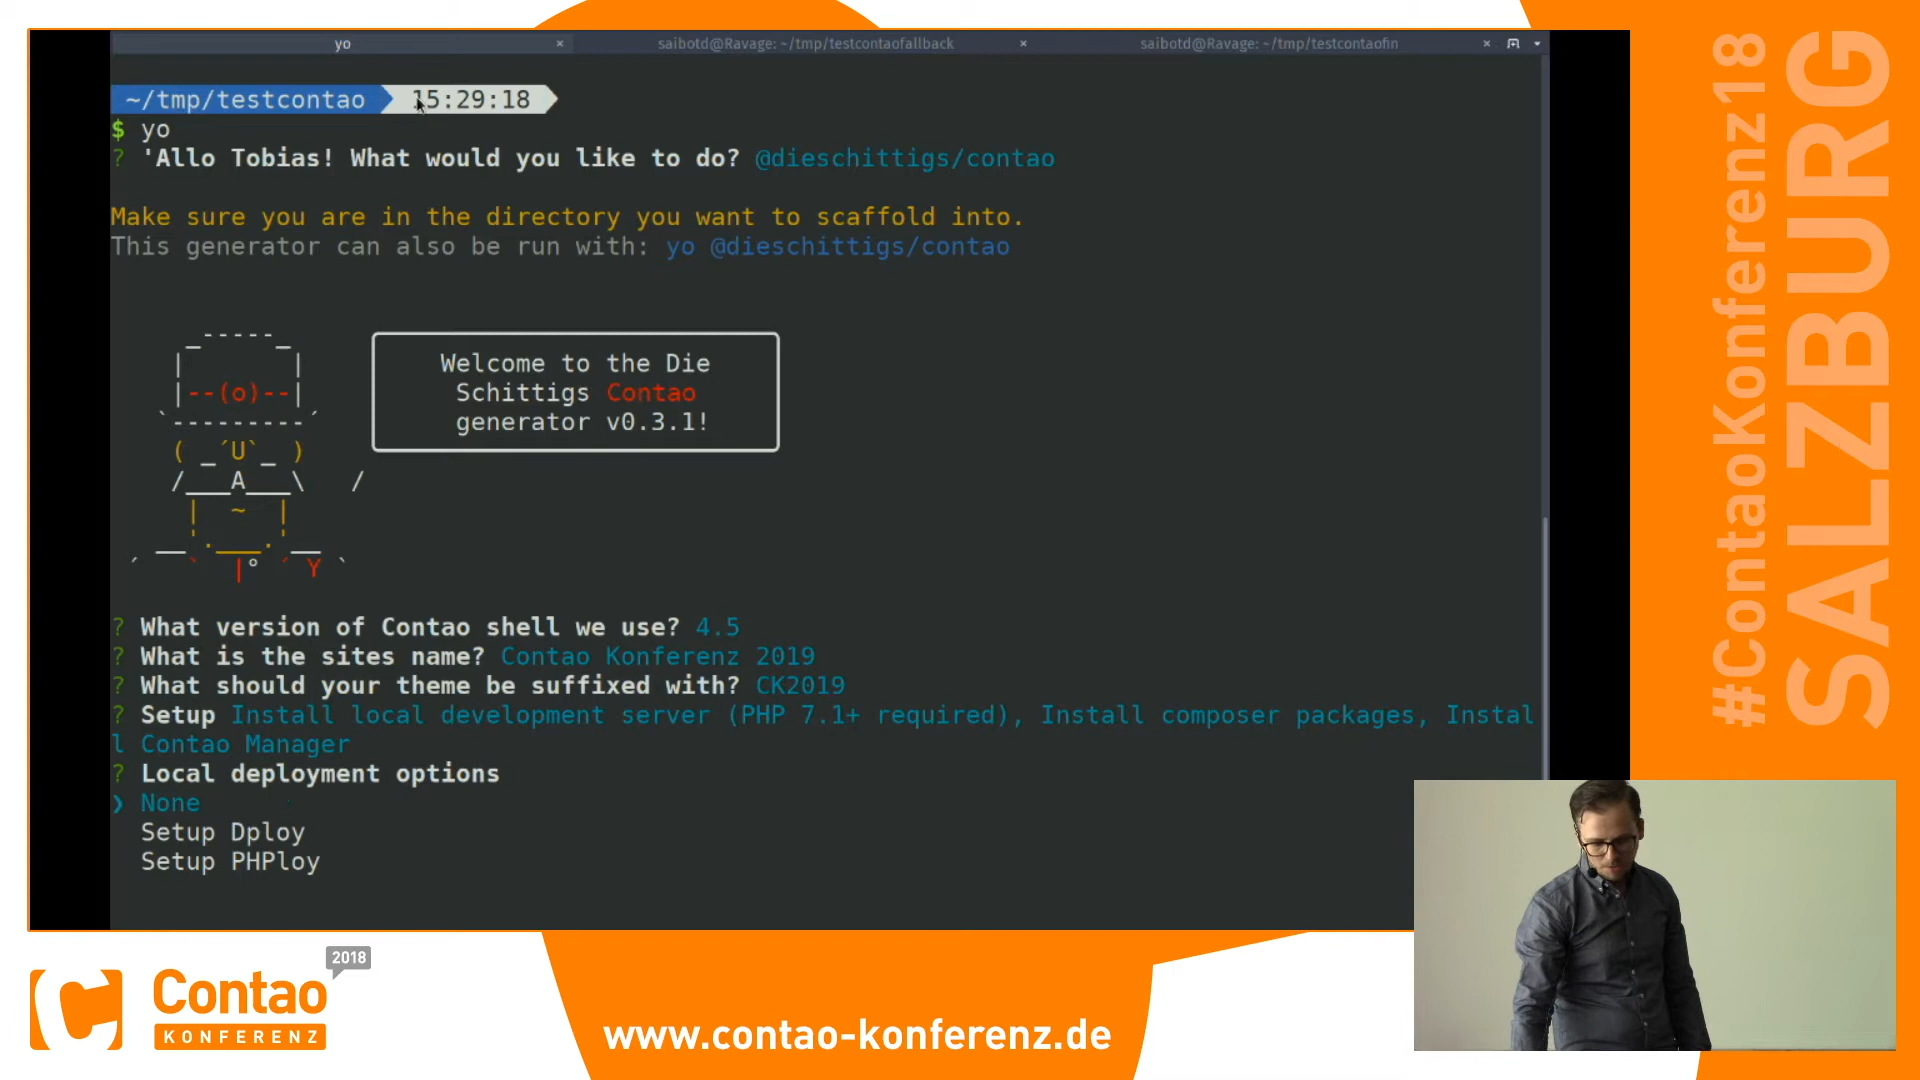 yo × saibotd@Ravage: ~/tmp/testcontaofallback × saibotd@Ravage: ~/tmp/testcontaofin ×
~/tmp/testcontao 15:29:18
$ yo
? 'Allo Tobias! What would you like to do? @dieschittigs/contao
Make sure you are in the directory you want to scaffold into.
This generator can also be run with: yo @dieschittigs/contao
Welcome to the Die
Schittigs Contao
generator v0.3.1!
? What version of Contao shell we use? 4.5
? What is the sites name? Contao Konferenz 2019
? What should your theme be suffixed with? CK2019
? Setup Install local development server (PHP 7.1+ required), Install composer packages, Instal
l Contao Manager
? Local deployment options
❯ None
Setup Dploy
Setup PHPloy
#ContaoKonferenz18
SALZBURG
2018
Contao
KONFERENZ
www.contao-konferenz.de